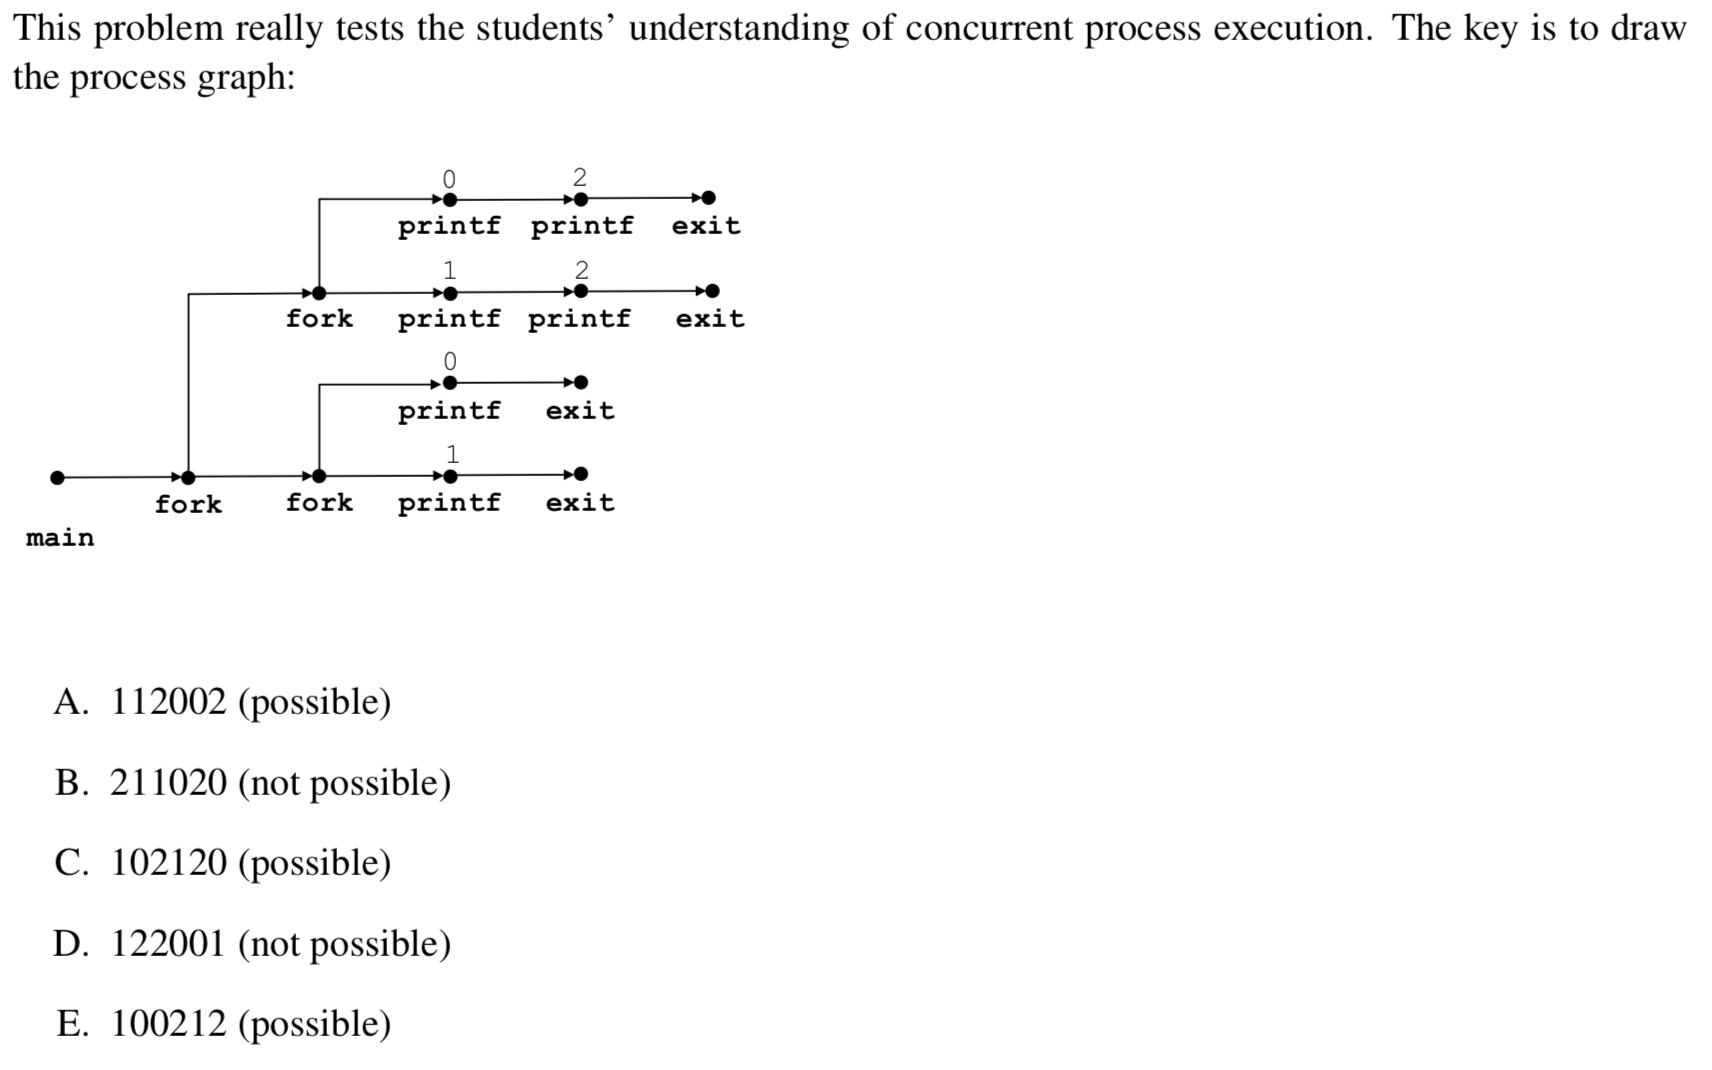 This problem really tests the students’ understanding of concurrent process execution. The key is to draw
the process graph:
0 2
printf printf exit
1 2
fork printf printf exit
0
printf exit
1
fork fork printf exit
main
A. 112002 (possible)
B. 211020 (not possible)
C. 102120 (possible)
D. 122001 (not possible)
E. 100212 (possible)